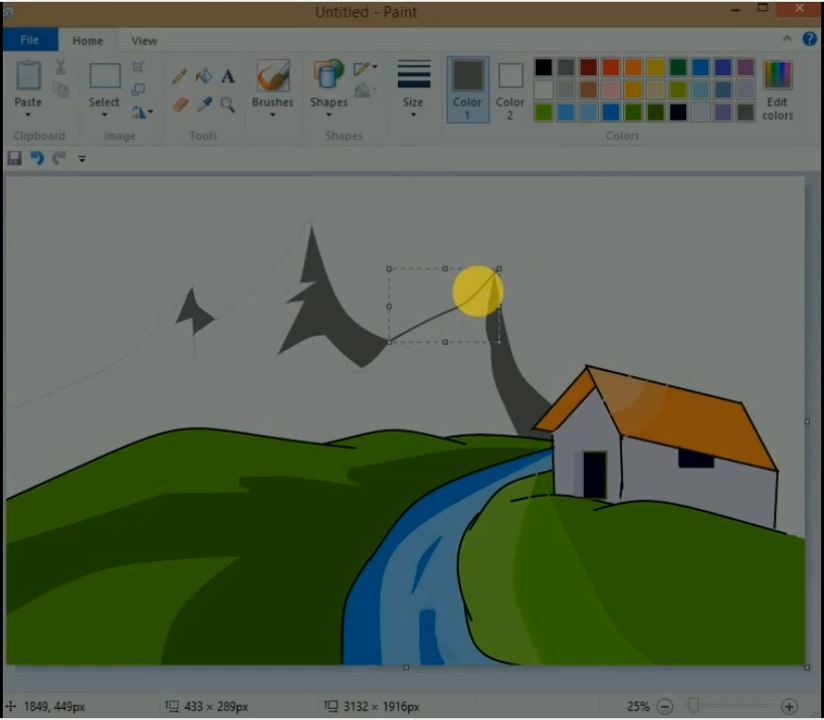 Untitled - Paint
File Home View
A
Paste Select Brushes Shapes Size Color 1 Color 2 Edit colors
Clipboard Image Tools Shapes Colors
1849, 449px 433 × 289px 3132 × 1916px 25%